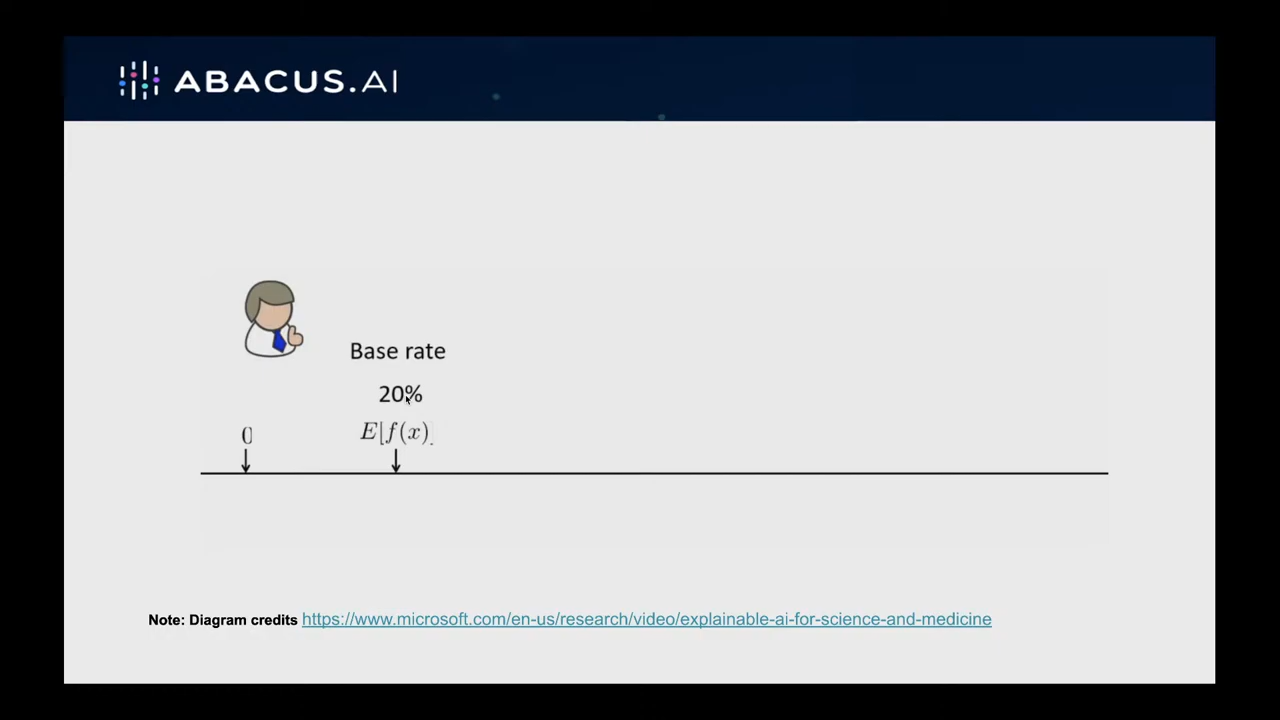 ABACUS.AI
Base rate
20%
0
E[f(x)]
Note: Diagram credits https://www.microsoft.com/en-us/research/video/explainable-ai-for-science-and-medicine